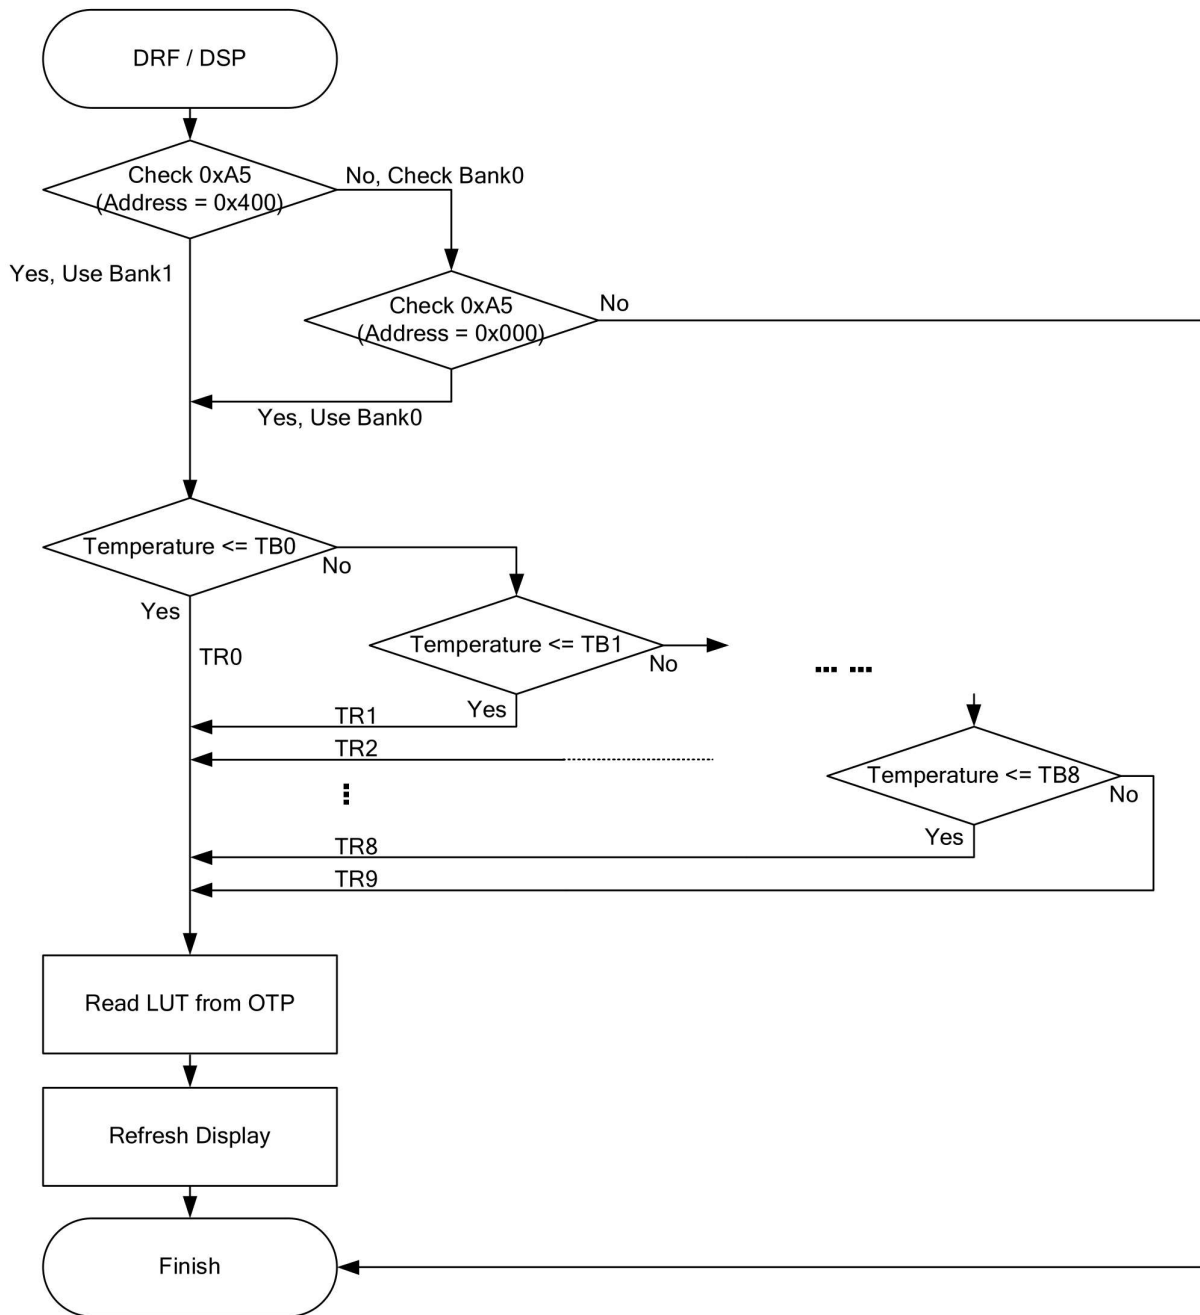 DRF / DSP
Check 0xA5
(Address = 0x400)
No, Check Bank0
Yes, Use Bank1
Check 0xA5
(Address = 0x000)
No
Yes, Use Bank0
Temperature <= TB0
No
Yes
TR0
Temperature <= TB1
No
Yes
... ...
TR1
TR2
Temperature <= TB8
No
Yes
TR8
TR9
Read LUT from OTP
Refresh Display
Finish